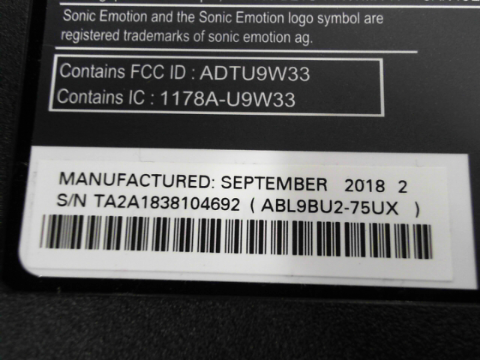 Sonic Emotion and the Sonic Emotion logo symbol are
registered trademarks of sonic emotion ag.
Contains FCC ID : ADTU9W33
Contains IC : 1178A-U9W33
MANUFACTURED: SEPTEMBER 2018 2
S/N TA2A1838104692 ( ABL9BU2-75UX )